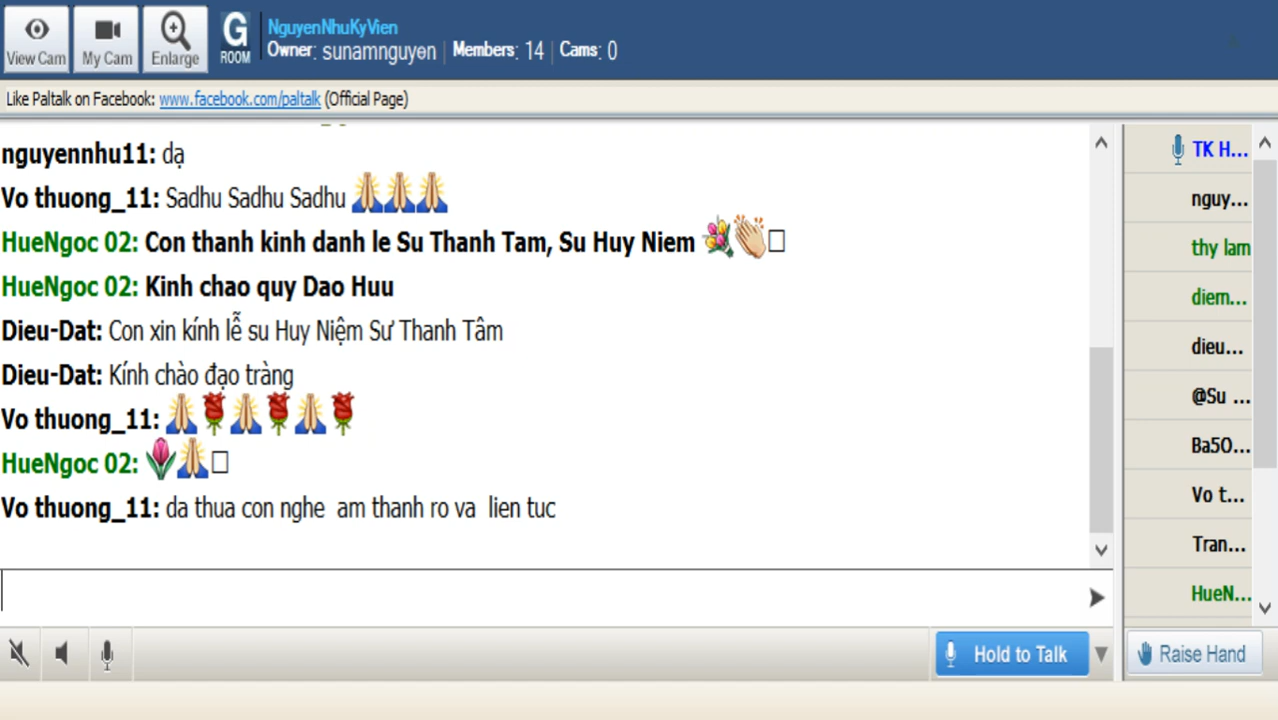 View Cam
My Cam
Enlarge
G
ROOM
NguyenNhuKyVien
Owner: sunamnguyen | Members: 14 | Cams: 0
Like Paltalk on Facebook: www.facebook.com/paltalk (Official Page)
nguyennhu11: dạ
Vo thuong_11: Sadhu Sadhu Sadhu
HueNgoc 02: Con thanh kinh danh le Su Thanh Tam, Su Huy Niem
HueNgoc 02: Kinh chao quy Dao Huu
Dieu-Dat: Con xin kính lễ su Huy Niệm Sư Thanh Tâm
Dieu-Dat: Kính chào đạo tràng
Vo thuong_11:
HueNgoc 02:
Vo thuong_11: da thua con nghe am thanh ro va lien tuc
TK H...
nguy...
thy lam
diem...
dieu...
@Su ...
Ba5O...
Vo t...
Tran...
HueN...
Hold to Talk
Raise Hand